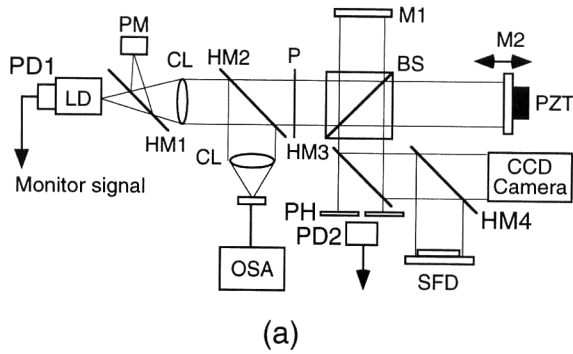 PM
M1
HM2
P
BS
M2
CL
PD1
LD
PZT
HM1
CL
HM3
CCD
Camera
Monitor signal
PH
HM4
PD2
OSA
SFD
(a)